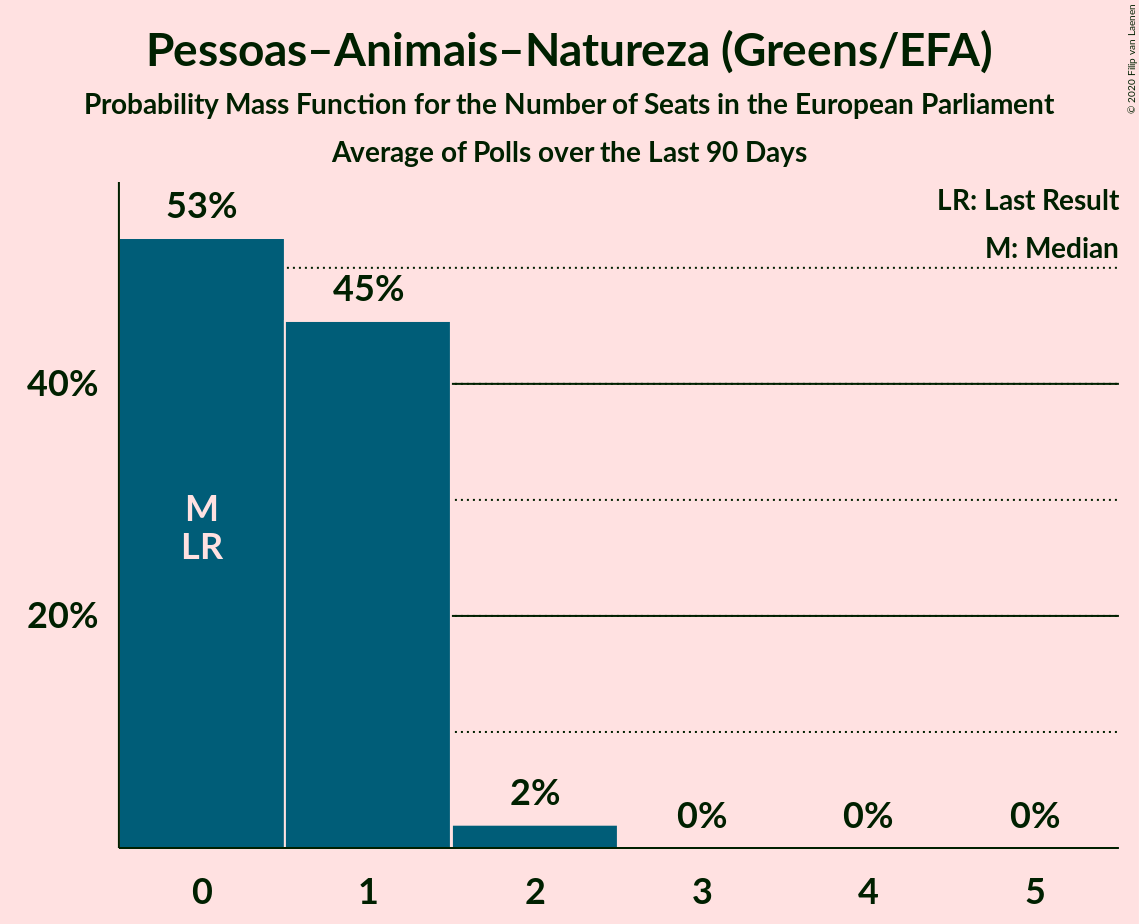 Pessoas–Animais–Natureza (Greens/EFA)
Probability Mass Function for the Number of Seats in the European Parliament
Average of Polls over the Last 90 Days
© 2020 Filip van Laenen
LR: Last Result
M: Median
53%
45%
40%
M
LR
20%
2%
0%
0%
0%
0
1
2
3
4
5